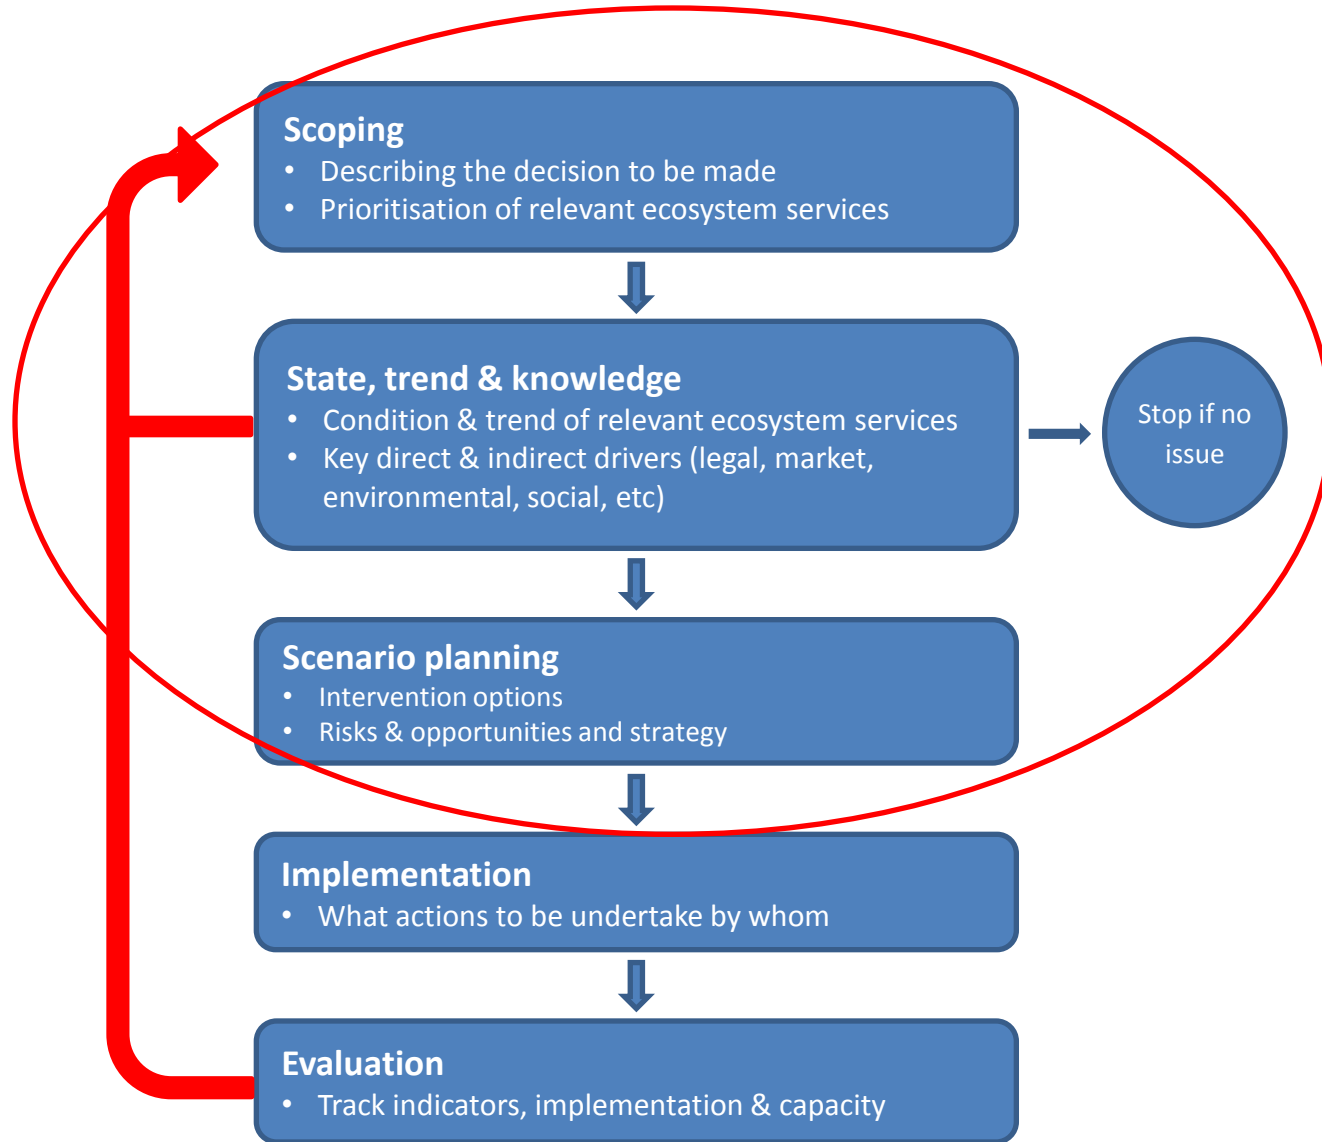 Scoping
• Describing the decision to be made
• Prioritisation of relevant ecosystem services
State, trend & knowledge
• Condition & trend of relevant ecosystem services
• Key direct & indirect drivers (legal, market,
environmental, social, etc)
Stop if no
issue
Scenario planning
• Intervention options
• Risks & opportunities and strategy
Implementation
• What actions to be undertake by whom
Evaluation
• Track indicators, implementation & capacity